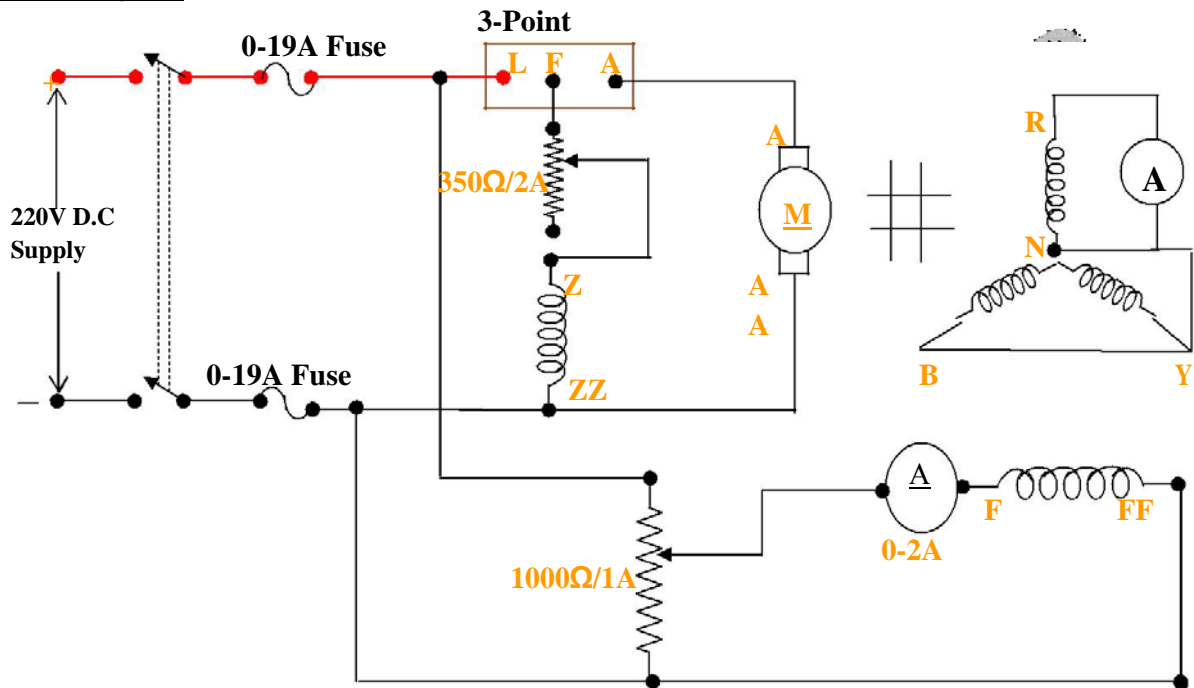 3-Point
0-19A Fuse
L F A
+
R
A
A
350Ω/2A
M
220V D.C
Supply
N
Z
A
A
0-19A Fuse
B
Y
ZZ
—
A
F
FF
0-2A
1000Ω/1A